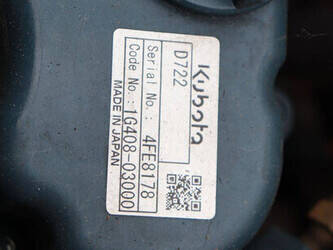 Kubota
D722
Serial No.: 4FE8178
Code No.: 1G408-03000
MADE IN JAPAN